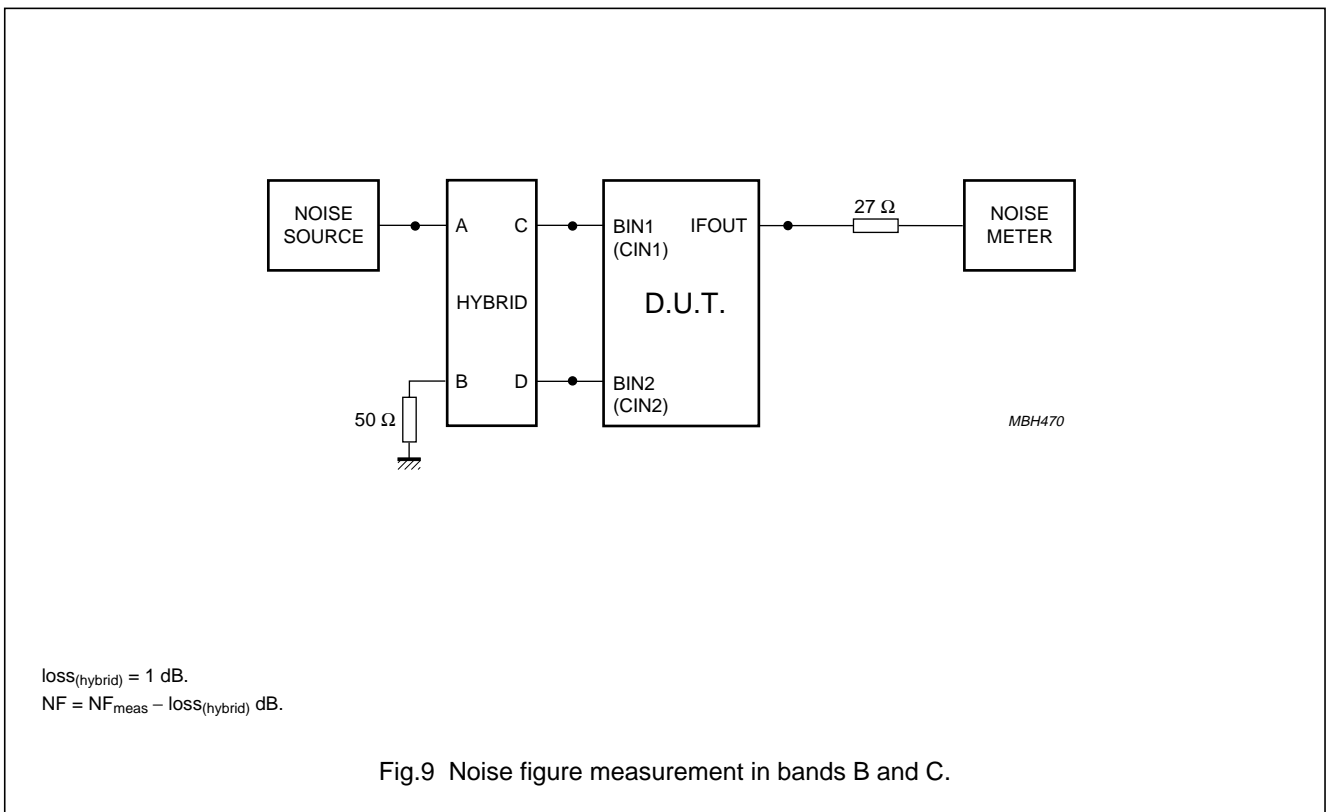 NOISE
SOURCE
A
C
HYBRID
B
D
50 Ω
BIN1
(CIN1)
IFOUT
D.U.T.
BIN2
(CIN2)
27 Ω
NOISE
METER
MBH470
loss(hybrid) = 1 dB.
NF = NFmeas − loss(hybrid) dB.
Fig.9 Noise figure measurement in bands B and C.